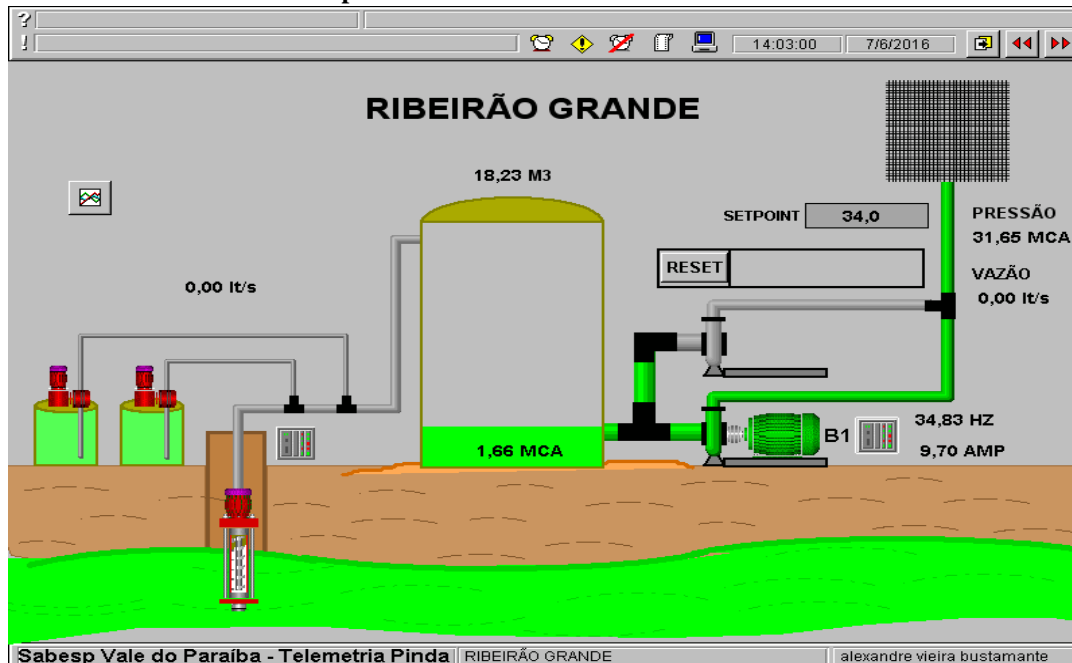 ?
!
14:03:00 7/6/2016
RIBEIRÃO GRANDE
18,23 M3
SETPOINT 34,0
PRESSÃO
31,65 MCA
RESET
VAZÃO
0,00 lt/s
0,00 lt/s
1,66 MCA
B1
34,83 HZ
9,70 AMP
Sabesp Vale do Paraíba - Telemetria Pinda RIBEIRÃO GRANDE alexandre vieira bustamante